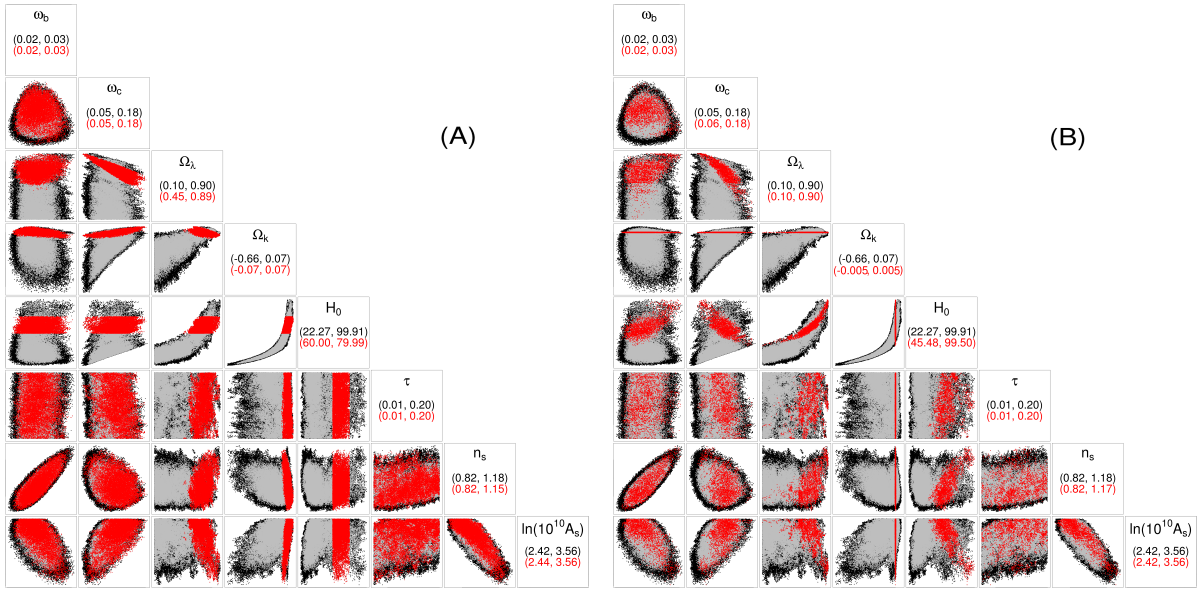 ω_b
(0.02, 0.03)
(0.02, 0.03)
ω_c
(0.05, 0.18)
(0.05, 0.18)
(A)
Ω_λ
(0.10, 0.90)
(0.45, 0.89)
Ω_k
(-0.66, 0.07)
(-0.07, 0.07)
H_0
(22.27, 99.91)
(60.00, 79.99)
τ
(0.01, 0.20)
(0.01, 0.20)
n_s
(0.82, 1.18)
(0.82, 1.15)
ln(10^10 A_s)
(2.42, 3.56)
(2.44, 3.56)
ω_b
(0.02, 0.03)
(0.02, 0.03)
ω_c
(0.05, 0.18)
(0.06, 0.18)
(B)
Ω_λ
(0.10, 0.90)
(0.10, 0.90)
Ω_k
(-0.66, 0.07)
(-0.005, 0.005)
H_0
(22.27, 99.91)
(45.48, 99.50)
τ
(0.01, 0.20)
(0.01, 0.20)
n_s
(0.82, 1.18)
(0.82, 1.17)
ln(10^10 A_s)
(2.42, 3.56)
(2.42, 3.56)